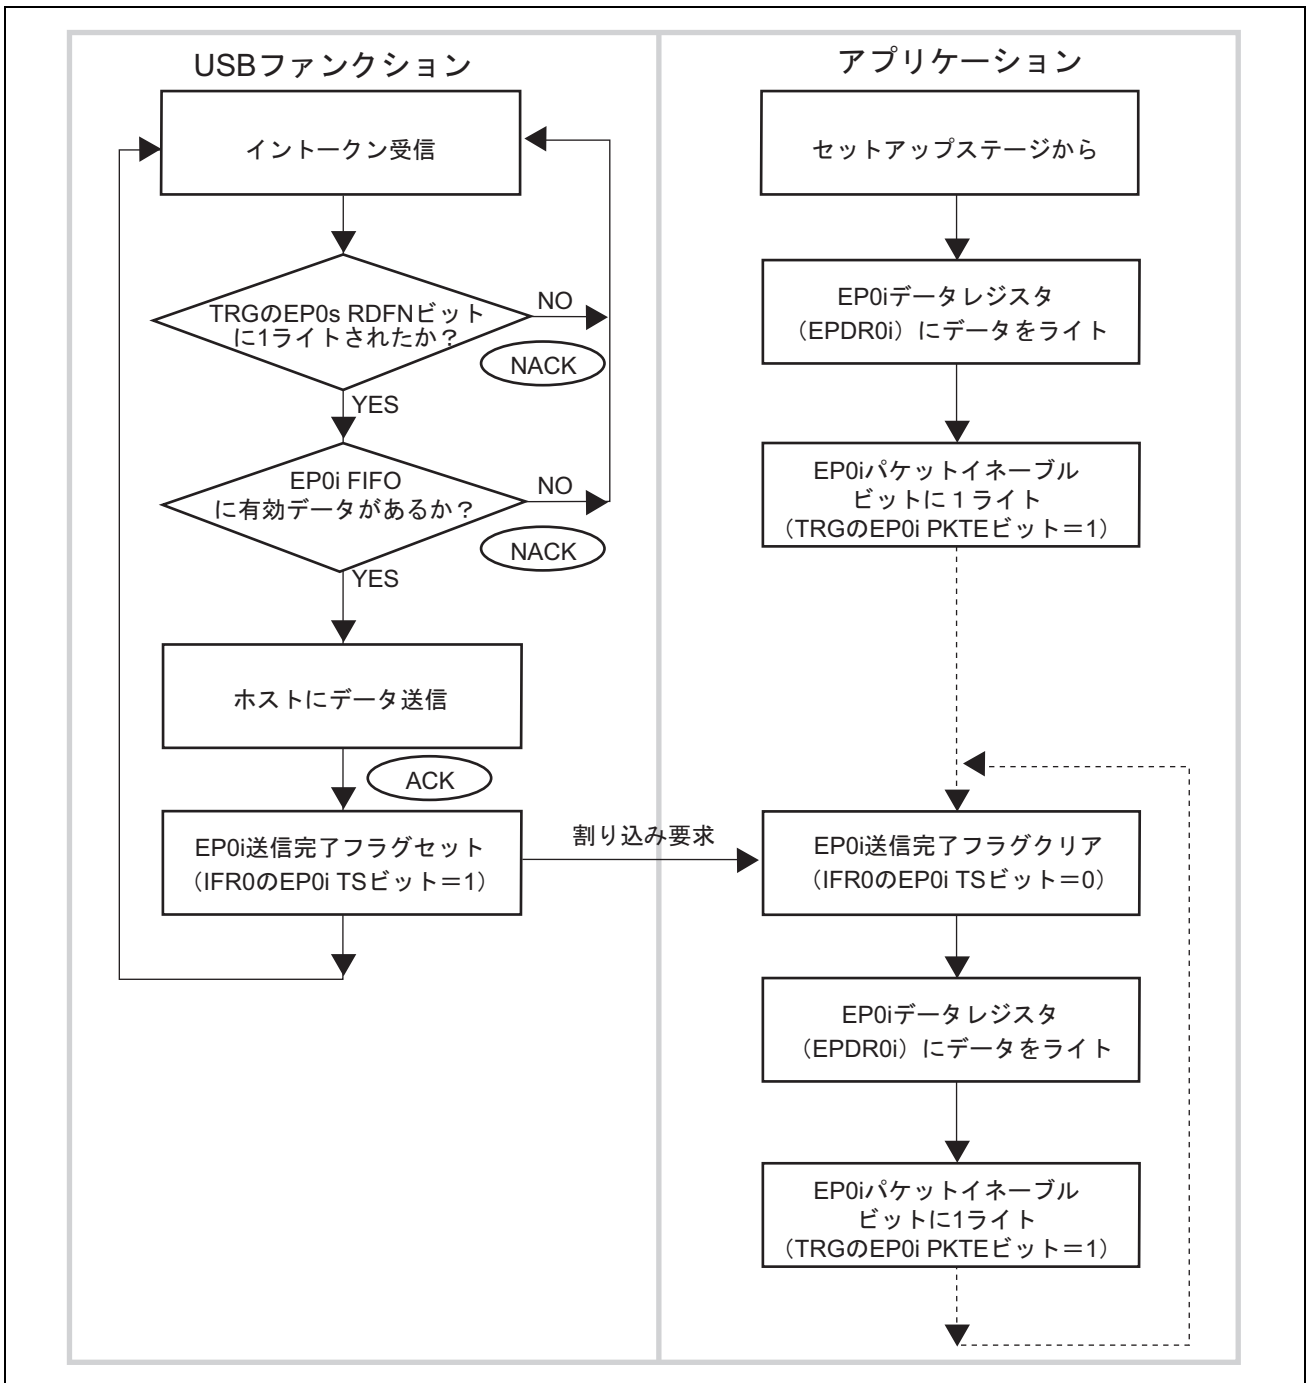 USBファンクション
イントークン受信
TRGのEP0s RDFNビット
に1ライトされたか？
NO
NACK
YES
EP0i FIFO
に有効データがあるか？
NO
NACK
YES
ホストにデータ送信
ACK
EP0i送信完了フラグセット
（IFR0のEP0i TSビット＝1）
割り込み要求
アプリケーション
セットアップステージから
EP0iデータレジスタ
（EPDR0i）にデータをライト
EP0iパケットイネーブル
ビットに１ライト
（TRGのEP0i PKTEビット＝1）
EP0i送信完了フラグクリア
（IFR0のEP0i TSビット＝0）
EP0iデータレジスタ
（EPDR0i）にデータをライト
EP0iパケットイネーブル
ビットに1ライト
（TRGのEP0i PKTEビット＝1）